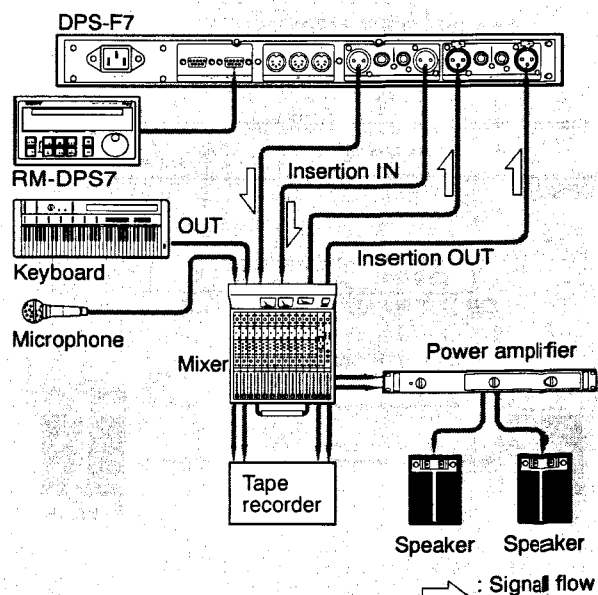 DPS-F7
RM-DPS7
Insertion IN
OUT
Insertion OUT
Keyboard
Microphone
Mixer
Power amplifier
Tape
recorder
Speaker
Speaker
: Signal flow